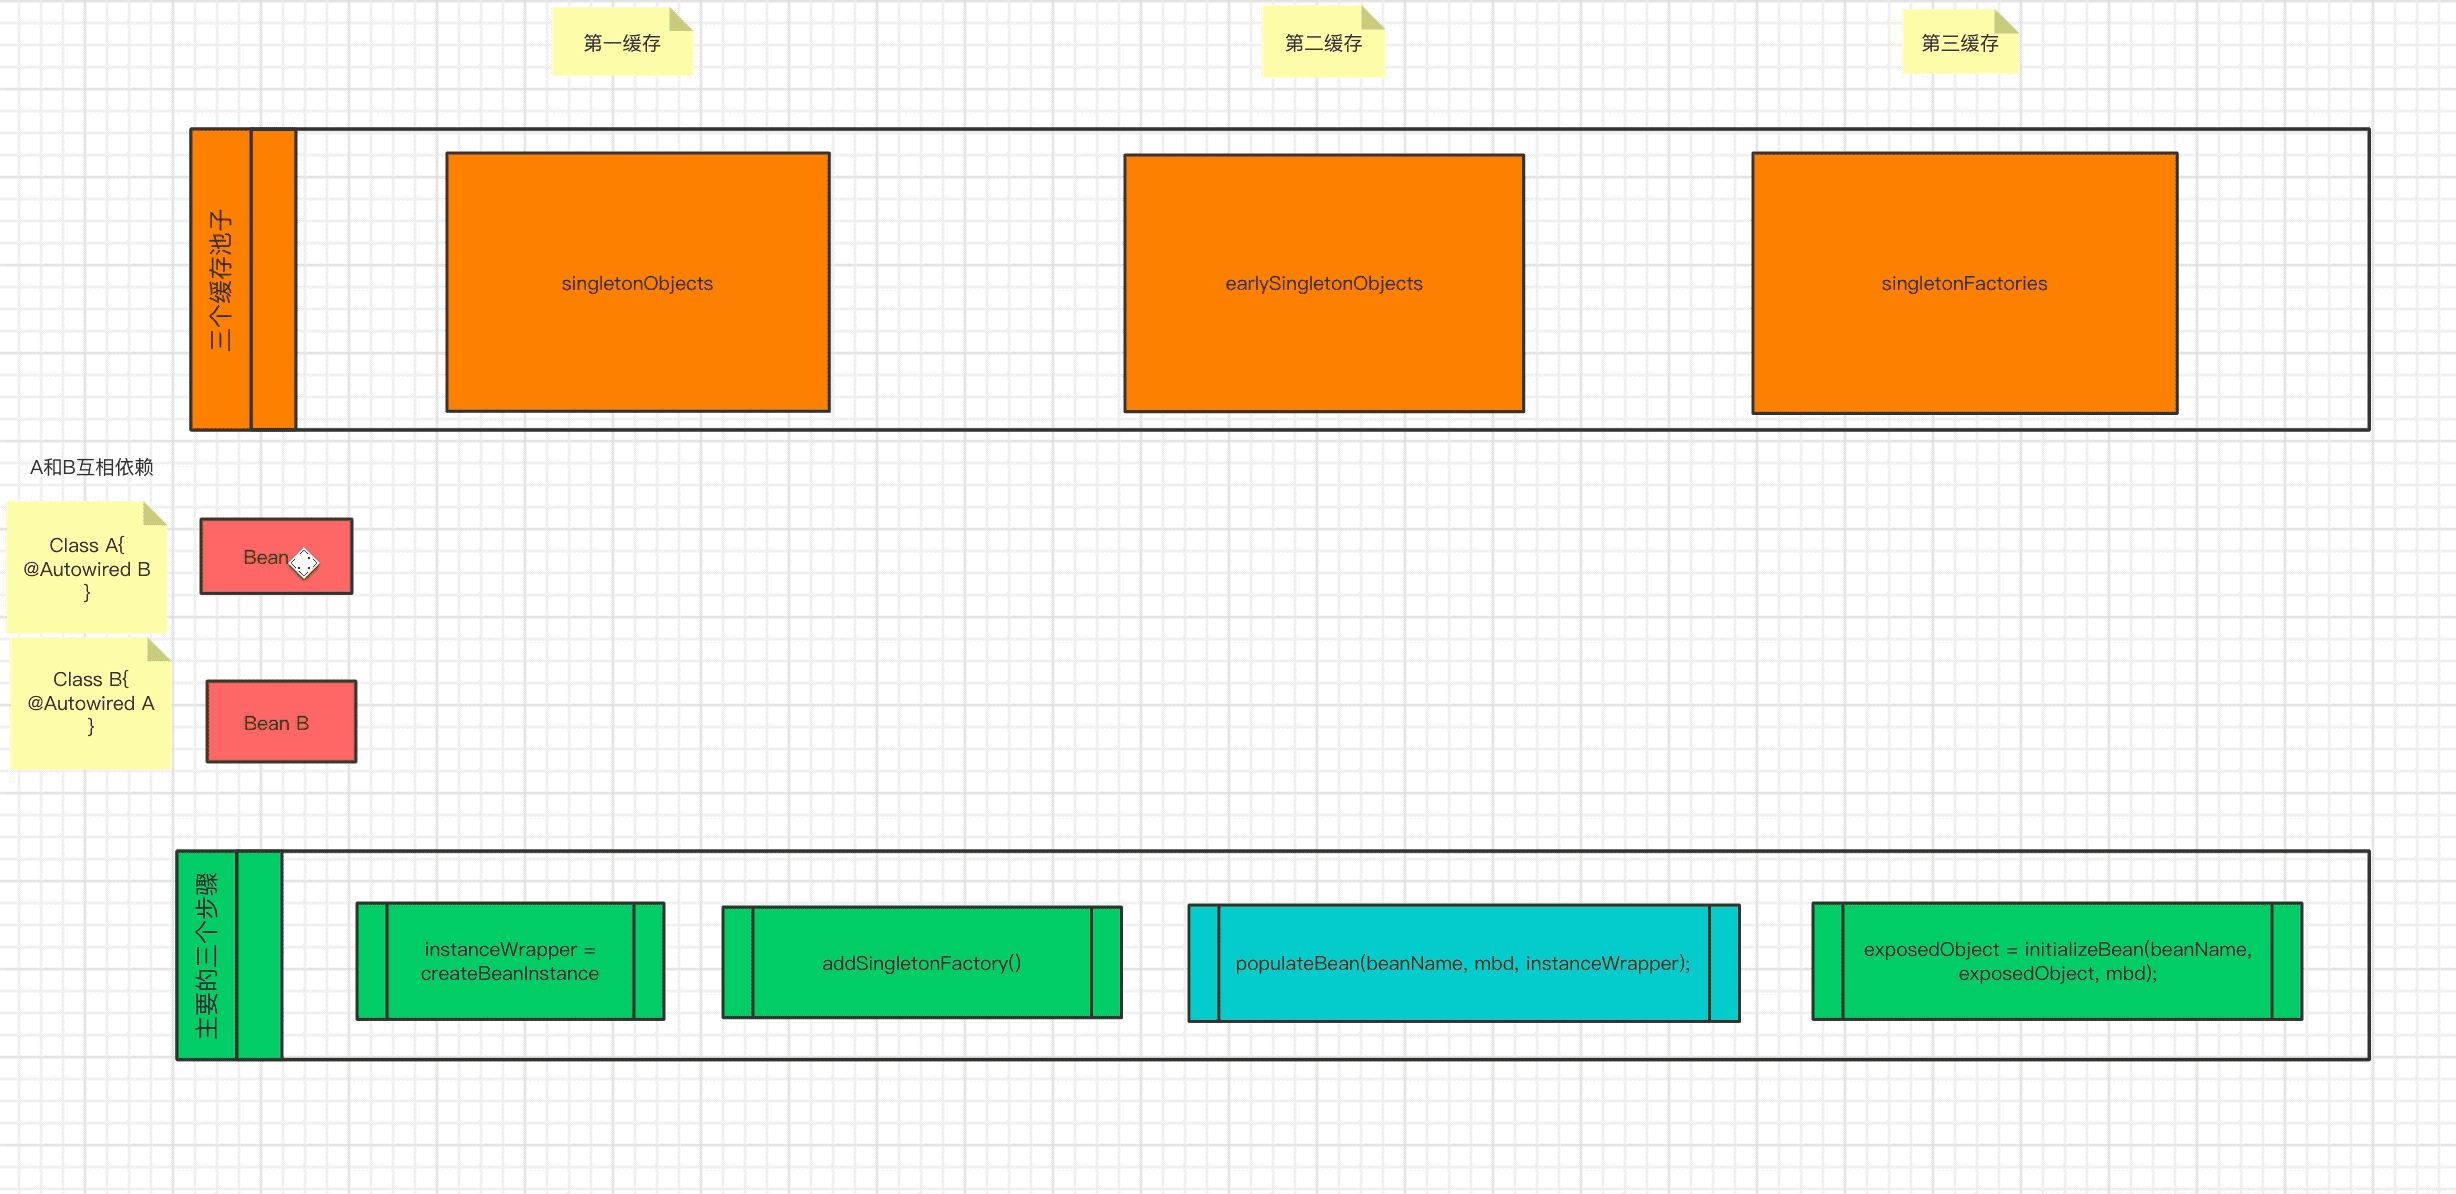 第一缓存
第二缓存
第三缓存
三个缓存池子
singletonObjects
earlySingletonObjects
singletonFactories
A和B互相依赖
Class A{
@Autowired B
}
Bean
Class B{
@Autowired A
}
Bean B
主要的三个步骤
instanceWrapper =
createBeanInstance
addSingletonFactory()
populateBean(beanName, mbd, instanceWrapper);
exposedObject = initializeBean(beanName,
exposedObject, mbd);